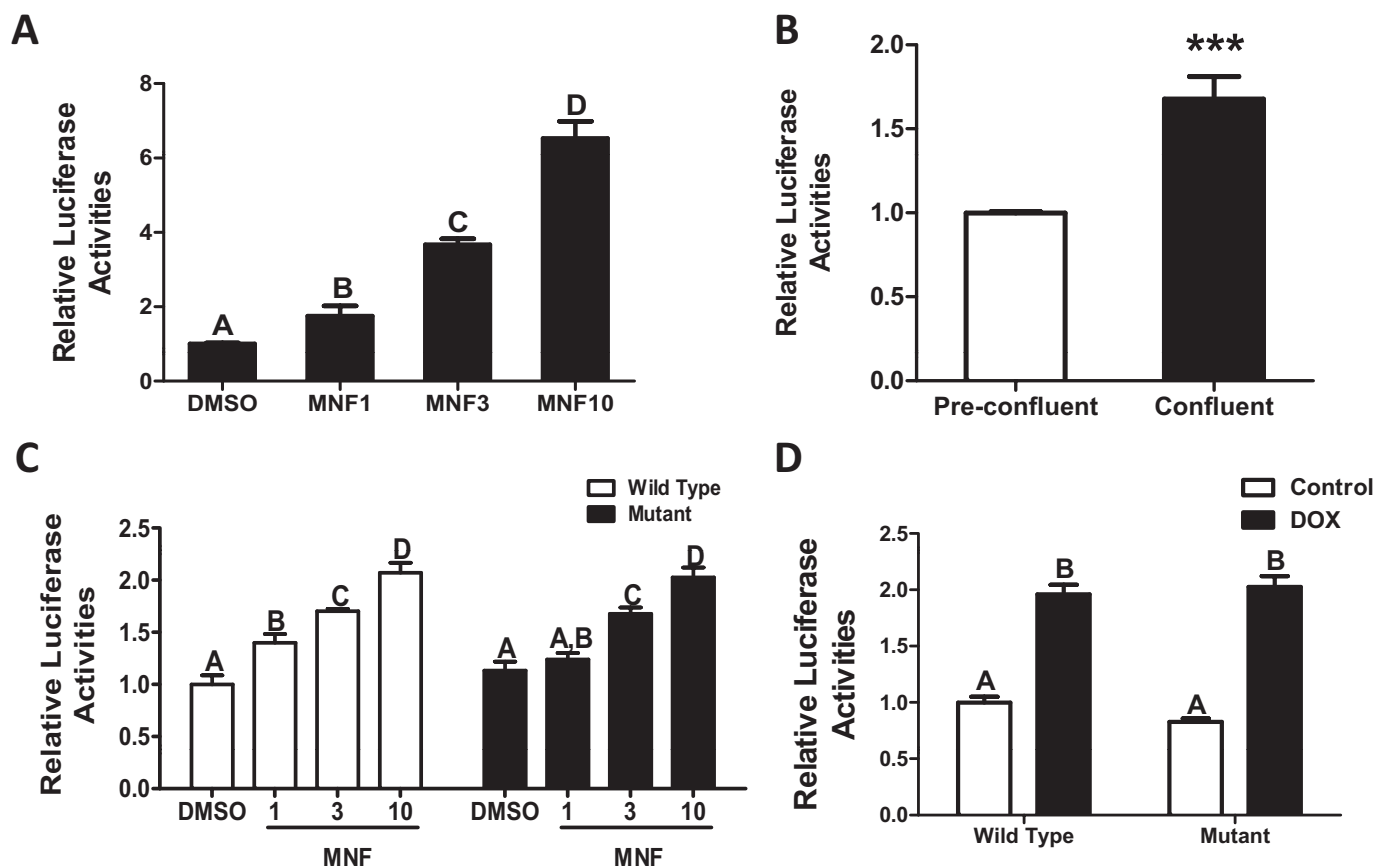 A
Relative Luciferase
Activities
8
6
4
2
0
A
B
C
D
DMSO
MNF1
MNF3
MNF10
B
Relative Luciferase
Activities
2.0
1.5
1.0
0.5
0.0
***
Pre-confluent
Confluent
C
Wild Type
Mutant
Relative Luciferase
Activities
2.5
2.0
1.5
1.0
0.5
0.0
A
B
C
D
A
A,B
C
D
DMSO
1
3
10
DMSO
1
3
10
MNF
MNF
D
Control
DOX
Relative Luciferase
Activities
2.5
2.0
1.5
1.0
0.5
0.0
A
B
A
B
Wild Type
Mutant